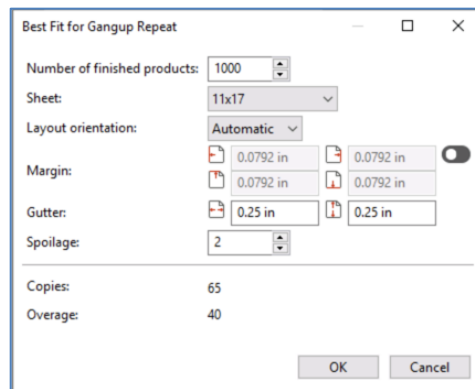 Best Fit for Gangup Repeat
Number of finished products: 1000
Sheet: 11x17
Layout orientation: Automatic
Margin: 0.0792 in 0.0792 in
0.0792 in 0.0792 in
Gutter: 0.25 in 0.25 in
Spoilage: 2
Copies: 65
Overage: 40
OK Cancel